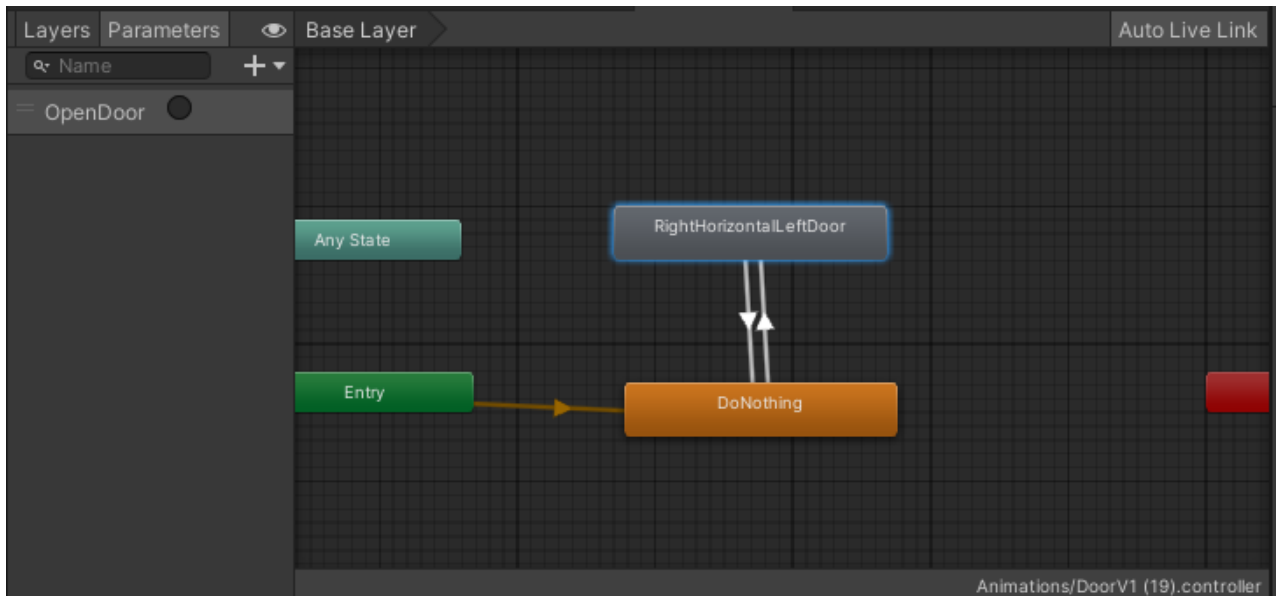 Layers Parameters
Base Layer
Auto Live Link
Name
OpenDoor
RightHorizontalLeftDoor
Any State
Entry
DoNothing
Animations/DoorV1 (19).controller